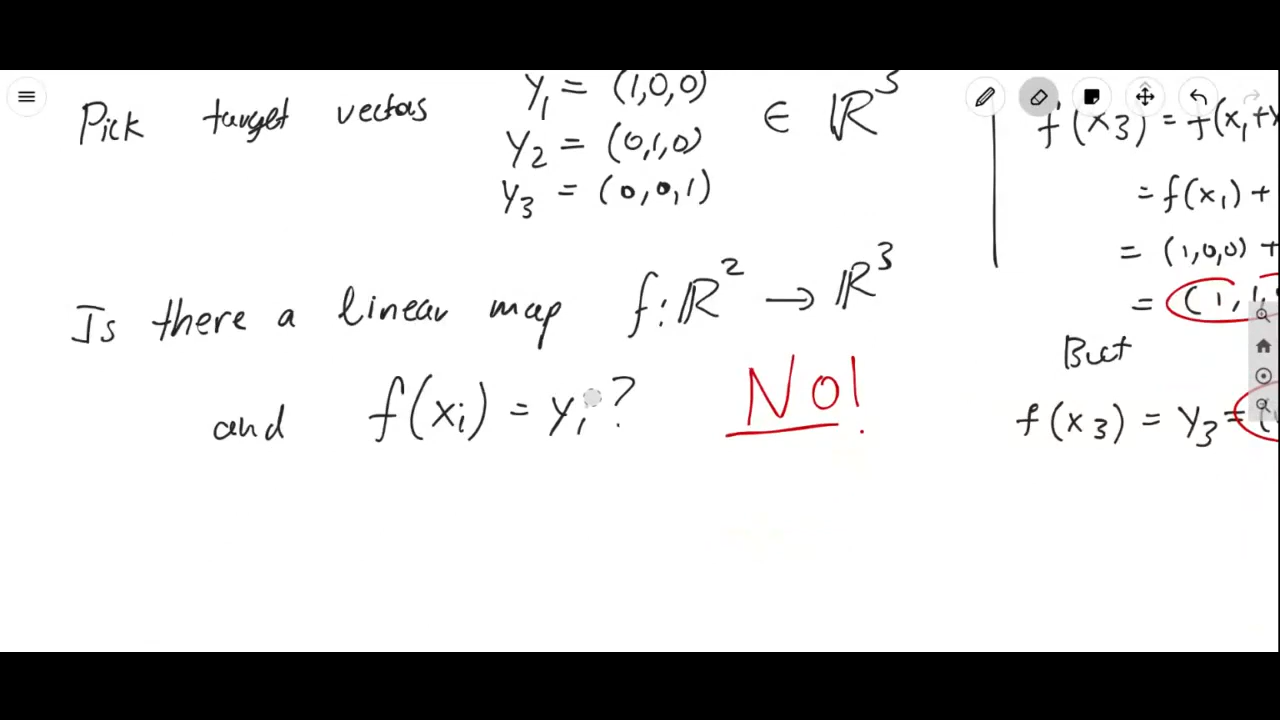 Pick target vectors y₁ = (1,0,0)
y₂ = (0,1,0) ∈ ℝ³
y₃ = (0,0,1)
Is there a linear map f: ℝ² → ℝ³
and f(xᵢ) = yᵢ? NO!
f(x₃) = f(x₁+
= f(x₁) +
= (1,0,0) +
= (1,1,
But
f(x₃) = y₃ = (